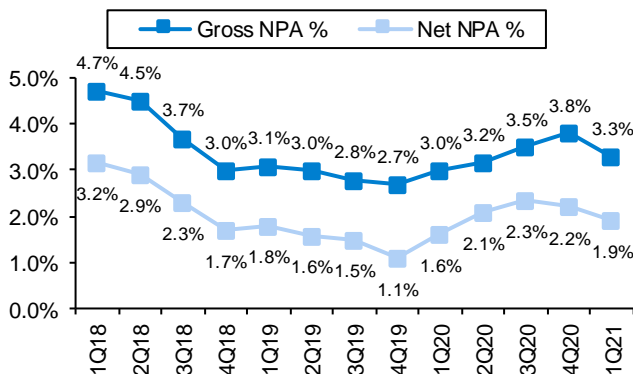 Gross NPA % Net NPA %
5.0%
4.0%
3.0%
2.0%
1.0%
0.0%
4.7% 4.5% 3.7% 3.0% 3.1% 3.0% 2.8% 2.7% 3.0% 3.2% 3.5% 3.8% 3.3%
3.2% 2.9% 2.3% 1.7% 1.8% 1.6% 1.5% 1.1% 1.6% 2.1% 2.3% 2.2% 1.9%
1Q18 2Q18 3Q18 4Q18 1Q19 2Q19 3Q19 4Q19 1Q20 2Q20 3Q20 4Q20 1Q21